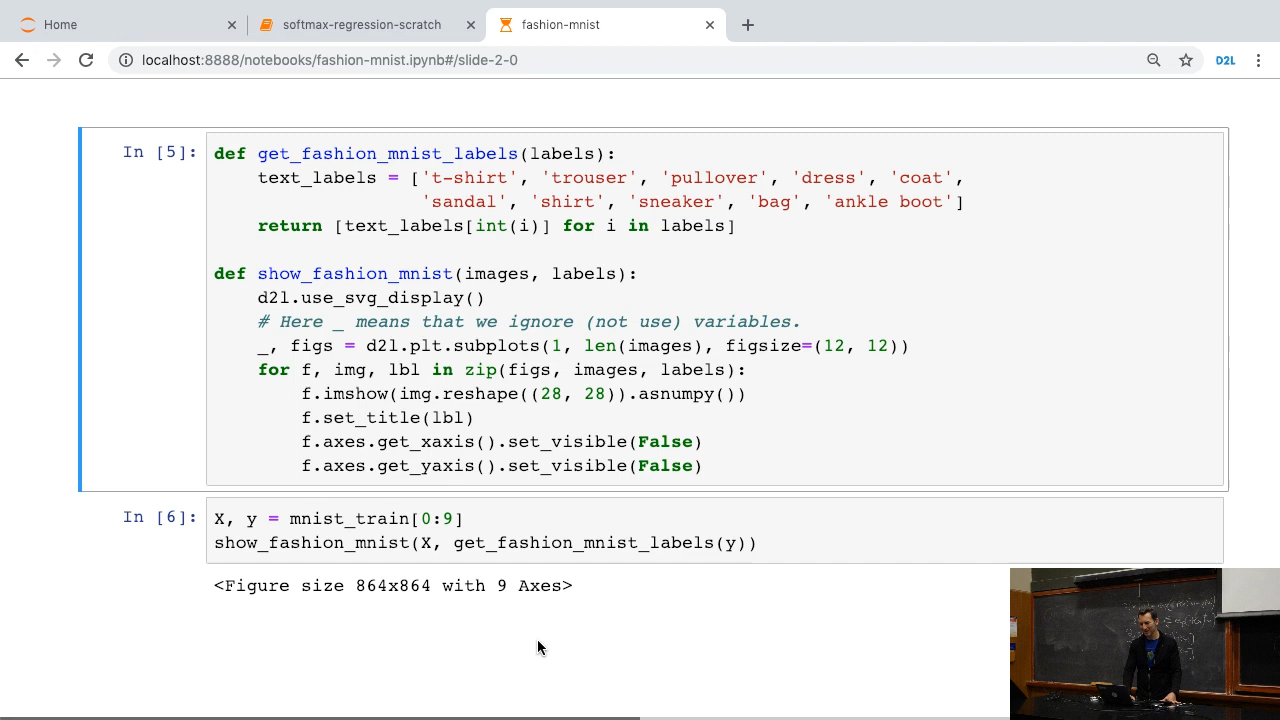 Home
softmax-regression-scratch
fashion-mnist
localhost:8888/notebooks/fashion-mnist.ipynb#/slide-2-0
D2L
In [5]:
def get_fashion_mnist_labels(labels):
    text_labels = ['t-shirt', 'trouser', 'pullover', 'dress', 'coat',
                   'sandal', 'shirt', 'sneaker', 'bag', 'ankle boot']
    return [text_labels[int(i)] for i in labels]
def show_fashion_mnist(images, labels):
    d2l.use_svg_display()
    # Here _ means that we ignore (not use) variables.
    _, figs = d2l.plt.subplots(1, len(images), figsize=(12, 12))
    for f, img, lbl in zip(figs, images, labels):
        f.imshow(img.reshape((28, 28)).asnumpy())
        f.set_title(lbl)
        f.axes.get_xaxis().set_visible(False)
        f.axes.get_yaxis().set_visible(False)
In [6]:
X, y = mnist_train[0:9]
show_fashion_mnist(X, get_fashion_mnist_labels(y))
<Figure size 864x864 with 9 Axes>